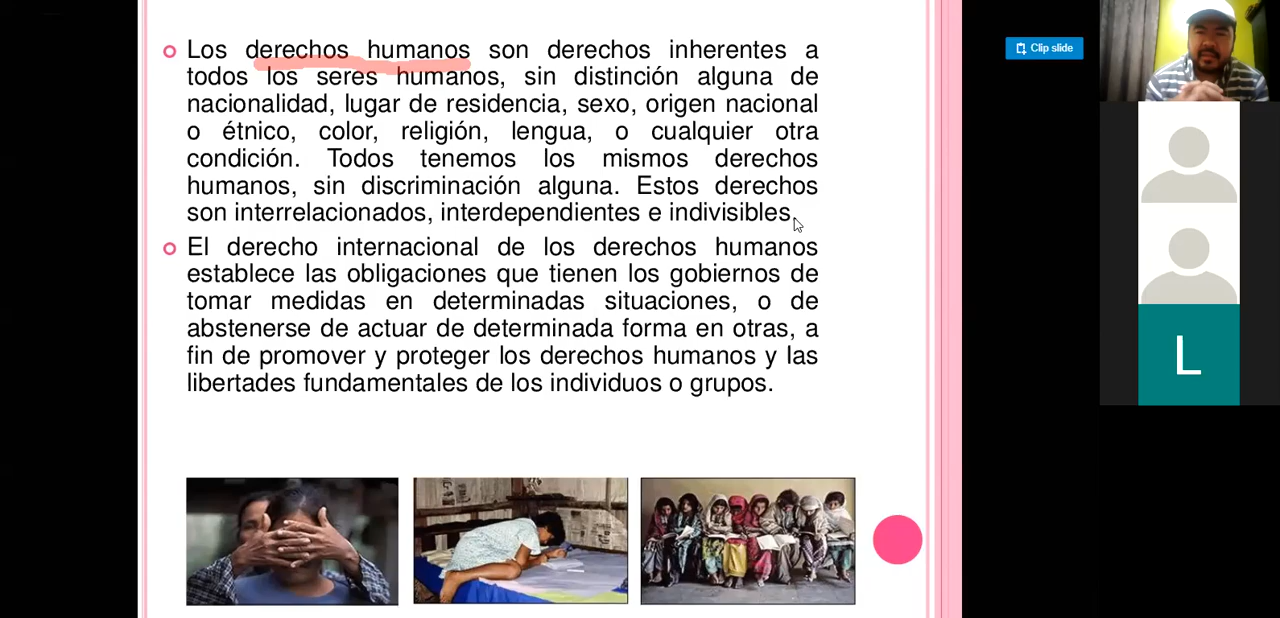 Los derechos humanos son derechos inherentes a
todos los seres humanos, sin distinción alguna de
nacionalidad, lugar de residencia, sexo, origen nacional
o étnico, color, religión, lengua, o cualquier otra
condición. Todos tenemos los mismos derechos
humanos, sin discriminación alguna. Estos derechos
son interrelacionados, interdependientes e indivisibles.
El derecho internacional de los derechos humanos
establece las obligaciones que tienen los gobiernos de
tomar medidas en determinadas situaciones, o de
abstenerse de actuar de determinada forma en otras, a
fin de promover y proteger los derechos humanos y las
libertades fundamentales de los individuos o grupos.
Clip slide
L